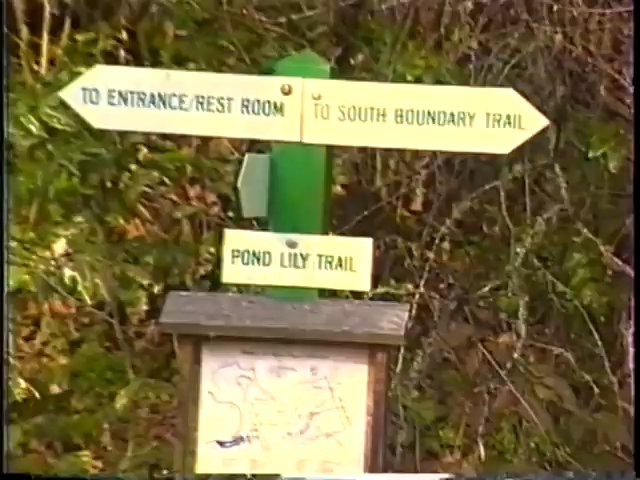 TO ENTRANCE/REST ROOM
TO SOUTH BOUNDARY TRAIL
POND LILY TRAIL